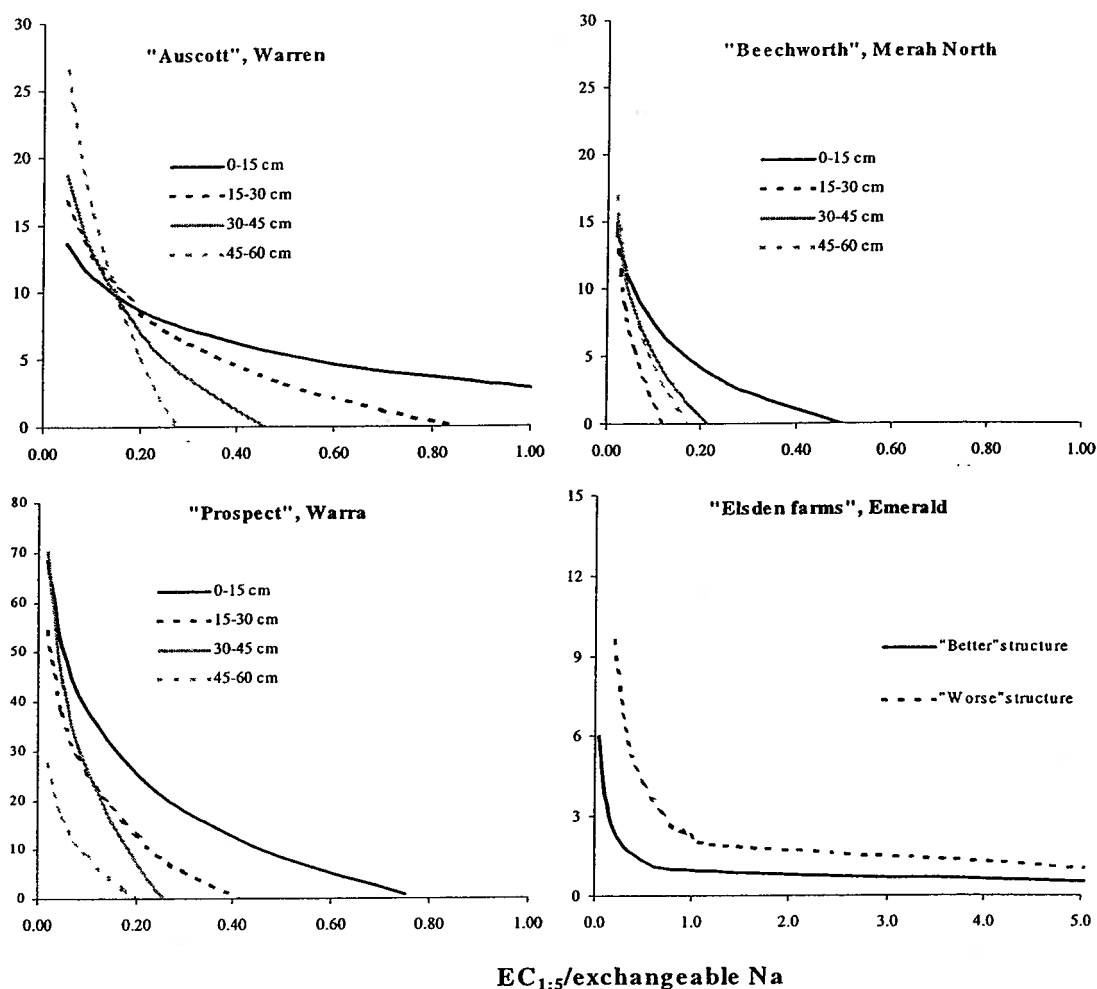 "Auscott", Warren
30
25
20
15
10
5
0
0-15 cm
15-30 cm
30-45 cm
45-60 cm
0.00 0.20 0.40 0.60 0.80 1.00
"Beechworth", Merah North
30
25
20
15
10
5
0
0-15 cm
15-30 cm
30-45 cm
45-60 cm
0.00 0.20 0.40 0.60 0.80 1.00
"Prospect", Warra
80
70
60
50
40
30
20
10
0
0-15 cm
15-30 cm
30-45 cm
45-60 cm
0.00 0.20 0.40 0.60 0.80 1.00
"Elsden farms", Emerald
15
12
9
6
3
0
"Better" structure
"Worse" structure
0.0 1.0 2.0 3.0 4.0 5.0
EC1:5/exchangeable Na